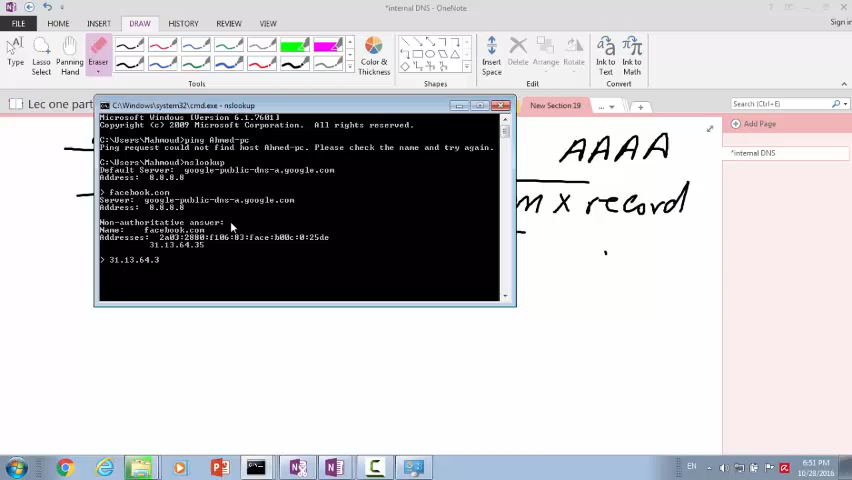 *internal DNS - OneNote
FILE HOME INSERT DRAW HISTORY REVIEW VIEW
Sign in
Type Lasso Select Panning Hand Eraser Color & Thickness Insert Space Delete Arrange Rotate Ink to Text Ink to Math
Tools Shapes Edit Convert
Lec one part
New Section 19
...
Search (Ctrl+E)
Add Page
*internal DNS
C:\Windows\system32\cmd.exe - nslookup
Microsoft Windows [Version 6.1.7601]
Copyright (c) 2009 Microsoft Corporation. All rights reserved.
C:\Users\Mahmoud>ping Ahmed-pc
Ping request could not find host Ahmed-pc. Please check the name and try again.
C:\Users\Mahmoud>nslookup
Default Server: google-public-dns-a.google.com
Address: 8.8.8.8
> facebook.com
Server: google-public-dns-a.google.com
Address: 8.8.8.8
Non-authoritative answer:
Name: facebook.com
Addresses: 2a03:2880:f106:83:face:b00c:0:25de
31.13.64.35
> 31.13.64.3
AAAA
mx record
EN
6:51 PM
10/28/2016